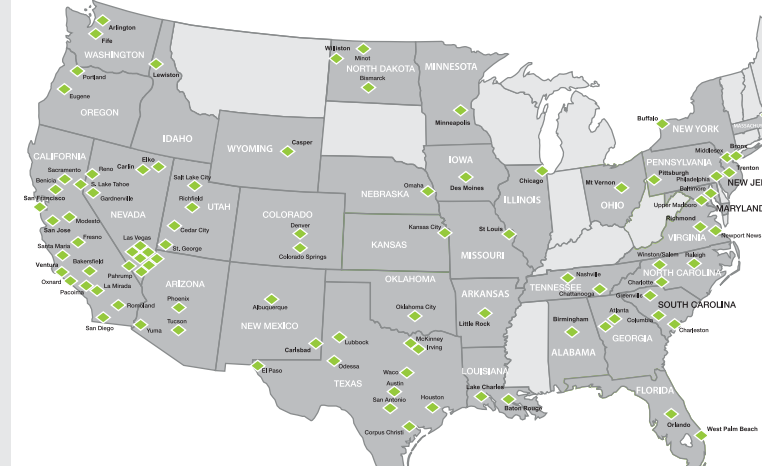 Arlington
Fife
WASHINGTON
Portland
Lewiston
Eugene
OREGON
IDAHO
Williston
Minot
NORTH DAKOTA
Bismarck
MINNESOTA
Minneapolis
WYOMING
Casper
CALIFORNIA
Sacramento
Benicia
San Francisco
Reno
S. Lake Tahoe
Gardnerville
Carlin
Elko
NEVADA
Salt Lake City
Richfield
UTAH
Cedar City
St. George
San Jose
Modesto
Fresno
Santa Maria
Bakersfield
Ventura
Oxnard
Pacoima
La Mirada
Romoland
San Diego
Las Vegas
Pahrump
ARIZONA
Phoenix
Tucson
Yuma
COLORADO
Denver
Colorado Springs
NEBRASKA
Omaha
IOWA
Des Moines
KANSAS
Kansas City
MISSOURI
St Louis
ILLINOIS
Chicago
OHIO
Mt Vernon
Buffalo
NEW YORK
PENNSYLVANIA
Pittsburgh
Philadelphia
Middlesex
Bronx
Trenton
NEW JE
Baltimore
Upper Marlboro
MARYLAND
Richmond
VIRGINIA
Newport News
OKLAHOMA
Oklahoma City
NEW MEXICO
Albuquerque
Carlsbad
El Paso
TEXAS
Lubbock
Odessa
McKinney
Irving
Waco
Austin
San Antonio
Houston
Corpus Christi
ARKANSAS
Little Rock
LOUISIANA
Lake Charles
Baton Rouge
TENNESSEE
Nashville
Chattanooga
Winston/Salem
Raleigh
NORTH CAROLINA
Charlotte
Greenville
SOUTH CAROLINA
Columbia
Charleston
Birmingham
ALABAMA
Atlanta
GEORGIA
FLORIDA
Orlando
West Palm Beach